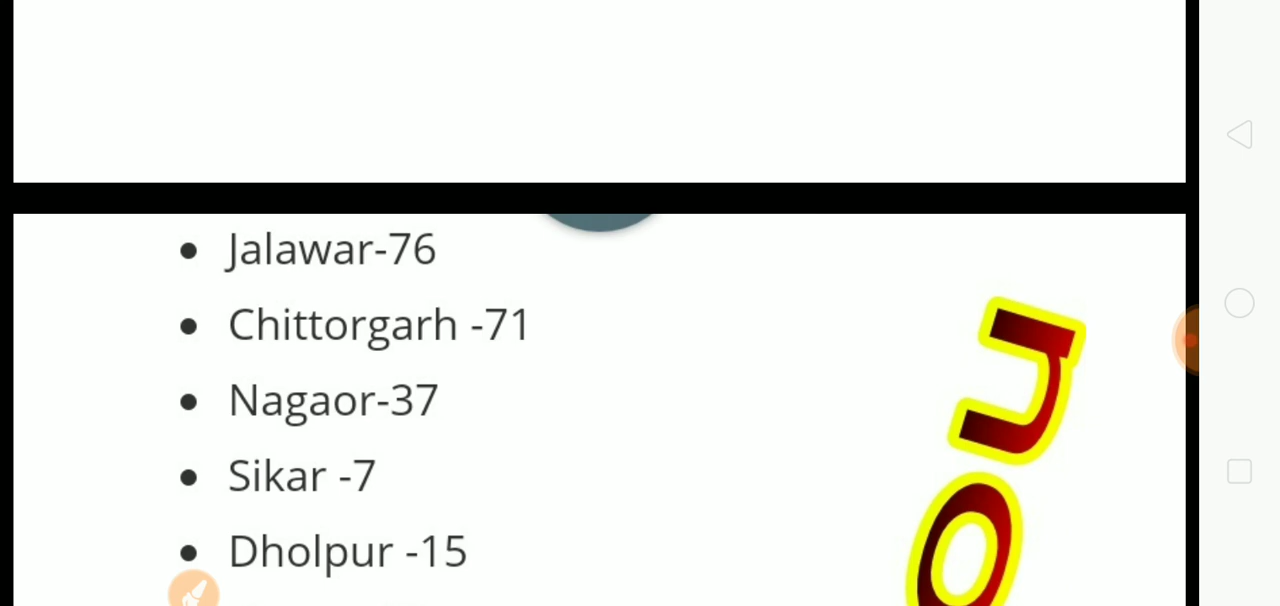 Jalawar-76
Chittorgarh -71
Nagaor-37
Sikar -7
Dholpur -15